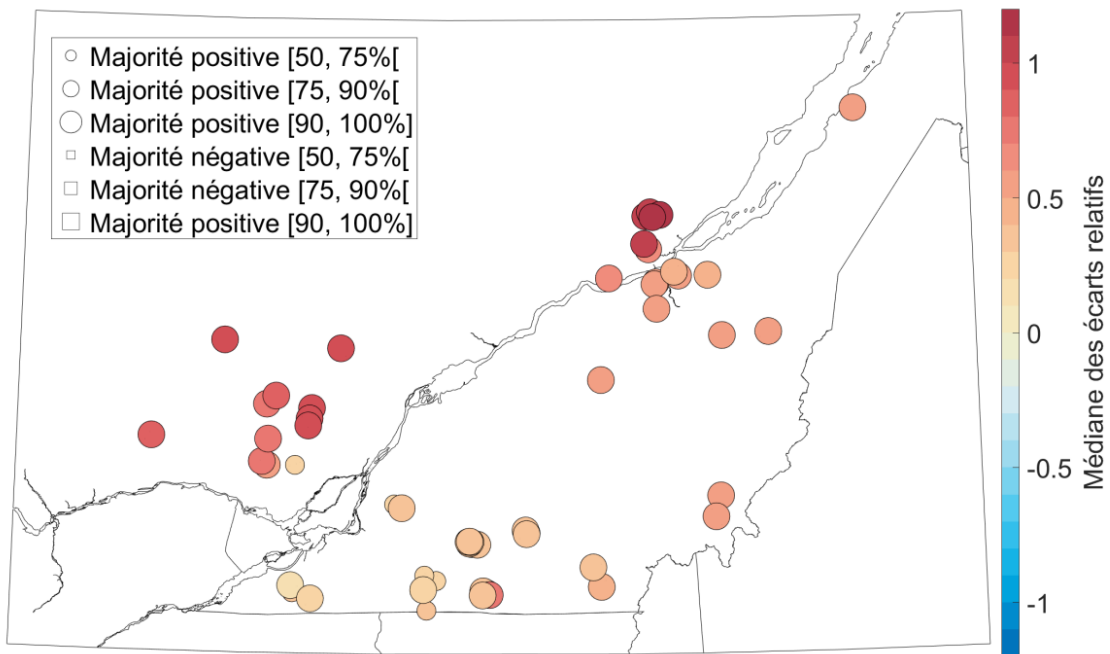 Majorité positive [50, 75%[
Majorité positive [75, 90%[
Majorité positive [90, 100%]
Majorité négative [50, 75%[
Majorité négative [75, 90%[
Majorité positive [90, 100%]
1
0.5
0
-0.5
-1
Médiane des écarts relatifs